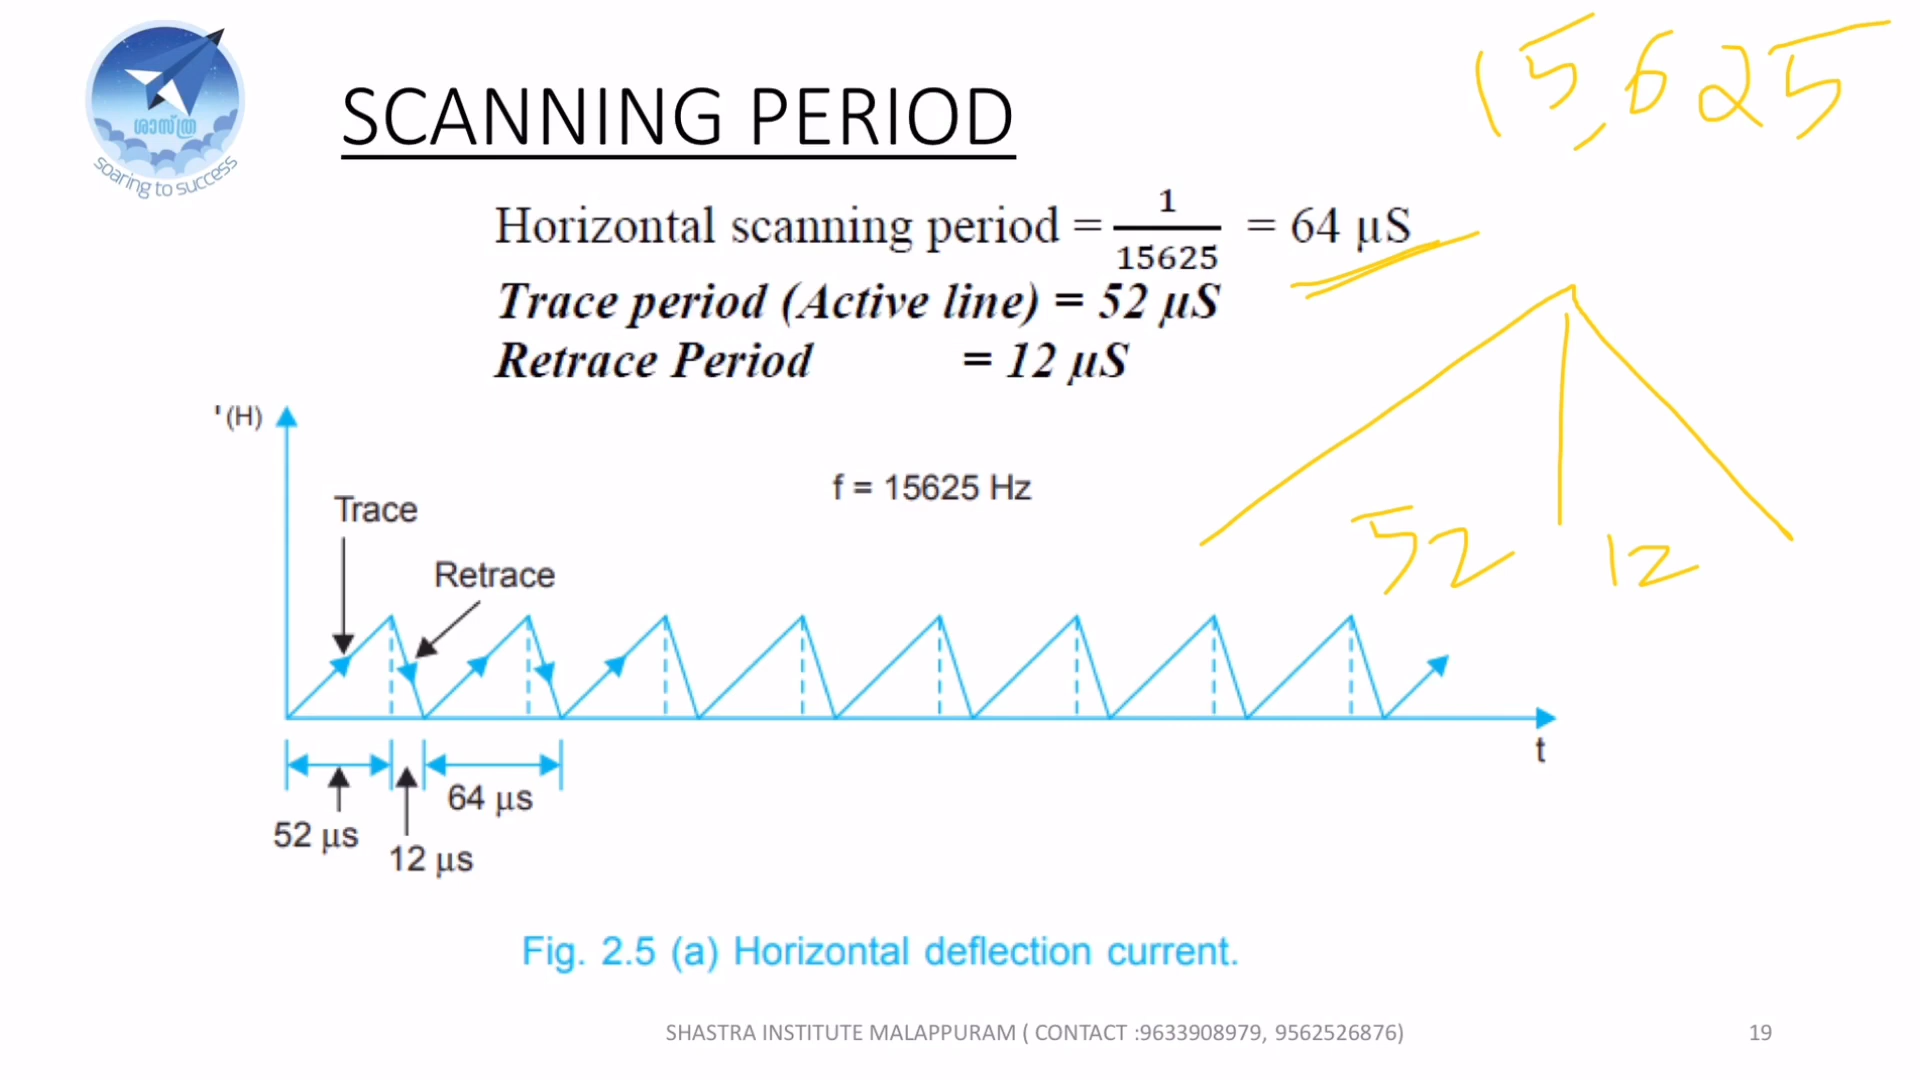 ശാസ്ത്ര
soaring to success
SCANNING PERIOD
15,625
Horizontal scanning period = 1/15625 = 64 μS
Trace period (Active line) = 52 μS
Retrace Period = 12 μS
52 12
' (H)
f = 15625 Hz
Trace
Retrace
t
64 μs
52 μs
12 μs
Fig. 2.5 (a) Horizontal deflection current.
SHASTRA INSTITUTE MALAPPURAM ( CONTACT :9633908979, 9562526876)
19